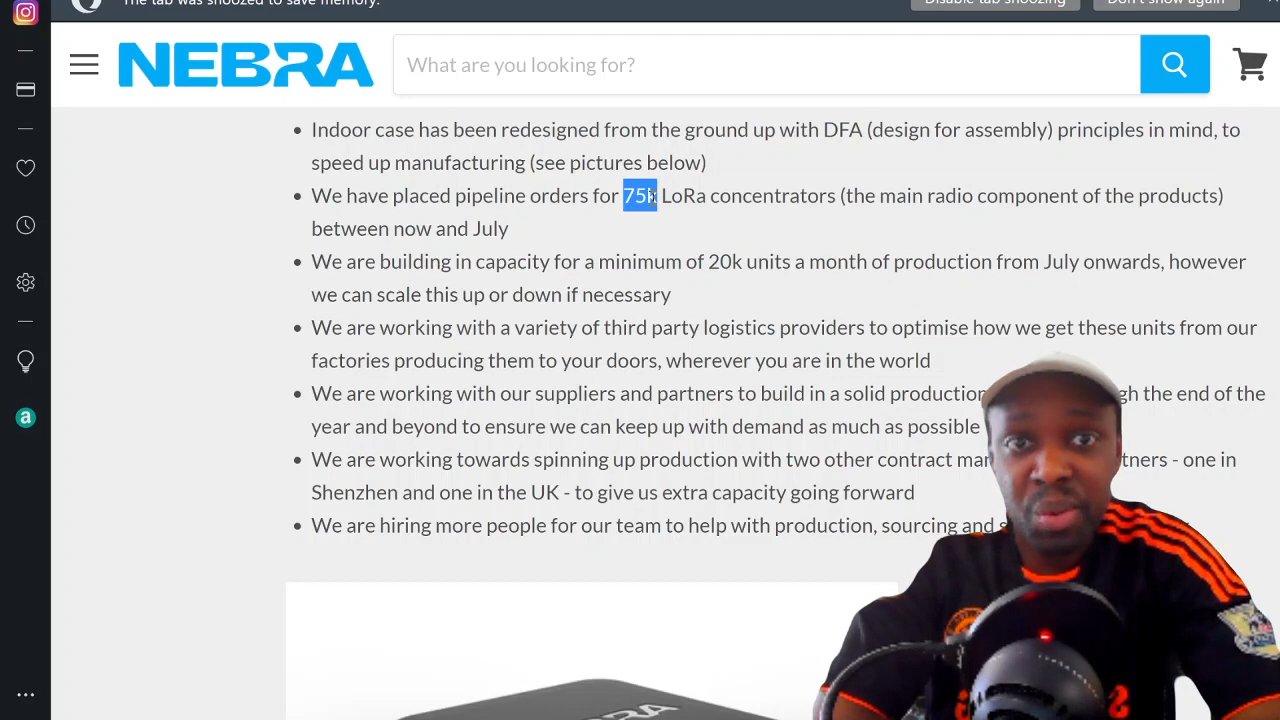 The tab was snoozed to save memory.
Disable tab snoozing
Don't show again
NEBRA
What are you looking for?
• Indoor case has been redesigned from the ground up with DFA (design for assembly) principles in mind, to
speed up manufacturing (see pictures below)
• We have placed pipeline orders for 75k LoRa concentrators (the main radio component of the products)
between now and July
• We are building in capacity for a minimum of 20k units a month of production from July onwards, however
we can scale this up or down if necessary
• We are working with a variety of third party logistics providers to optimise how we get these units from our
factories producing them to your doors, wherever you are in the world
• We are working with our suppliers and partners to build in a solid production the end of the
year and beyond to ensure we can keep up with demand as much as possible
• We are working towards spinning up production with two other contract - one in
Shenzhen and one in the UK - to give us extra capacity going forward
• We are hiring more people for our team to help with production, sourcing and
NEBRA
a